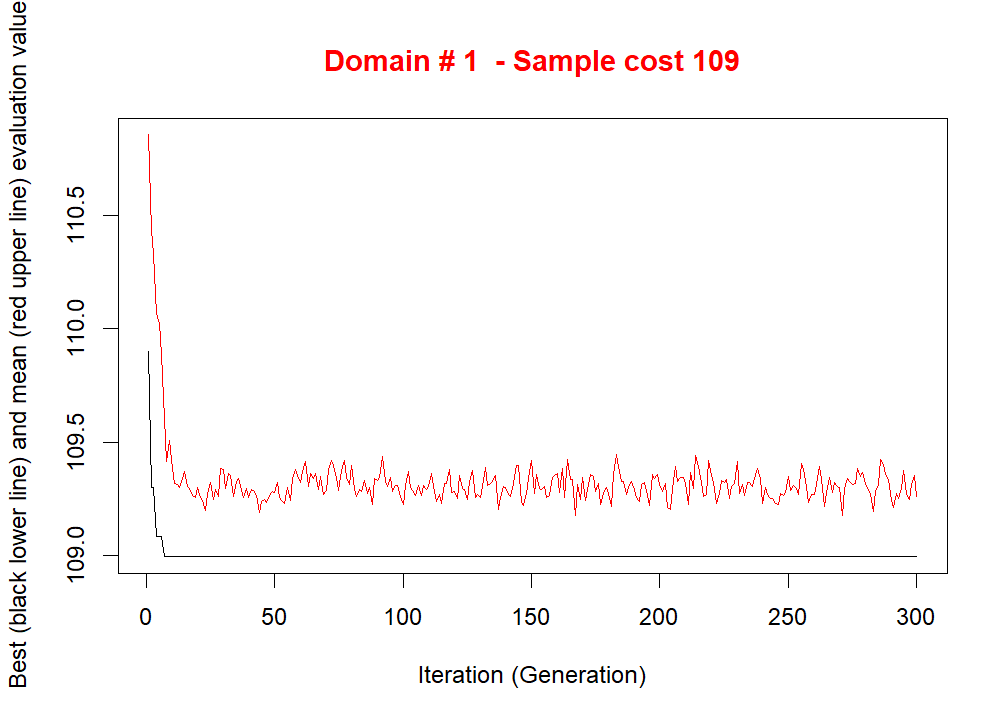 Domain # 1  - Sample cost 109
Best (black lower line) and mean (red upper line) evaluation value
110.5
110.0
109.5
109.0
0 50 100 150 200 250 300
Iteration (Generation)